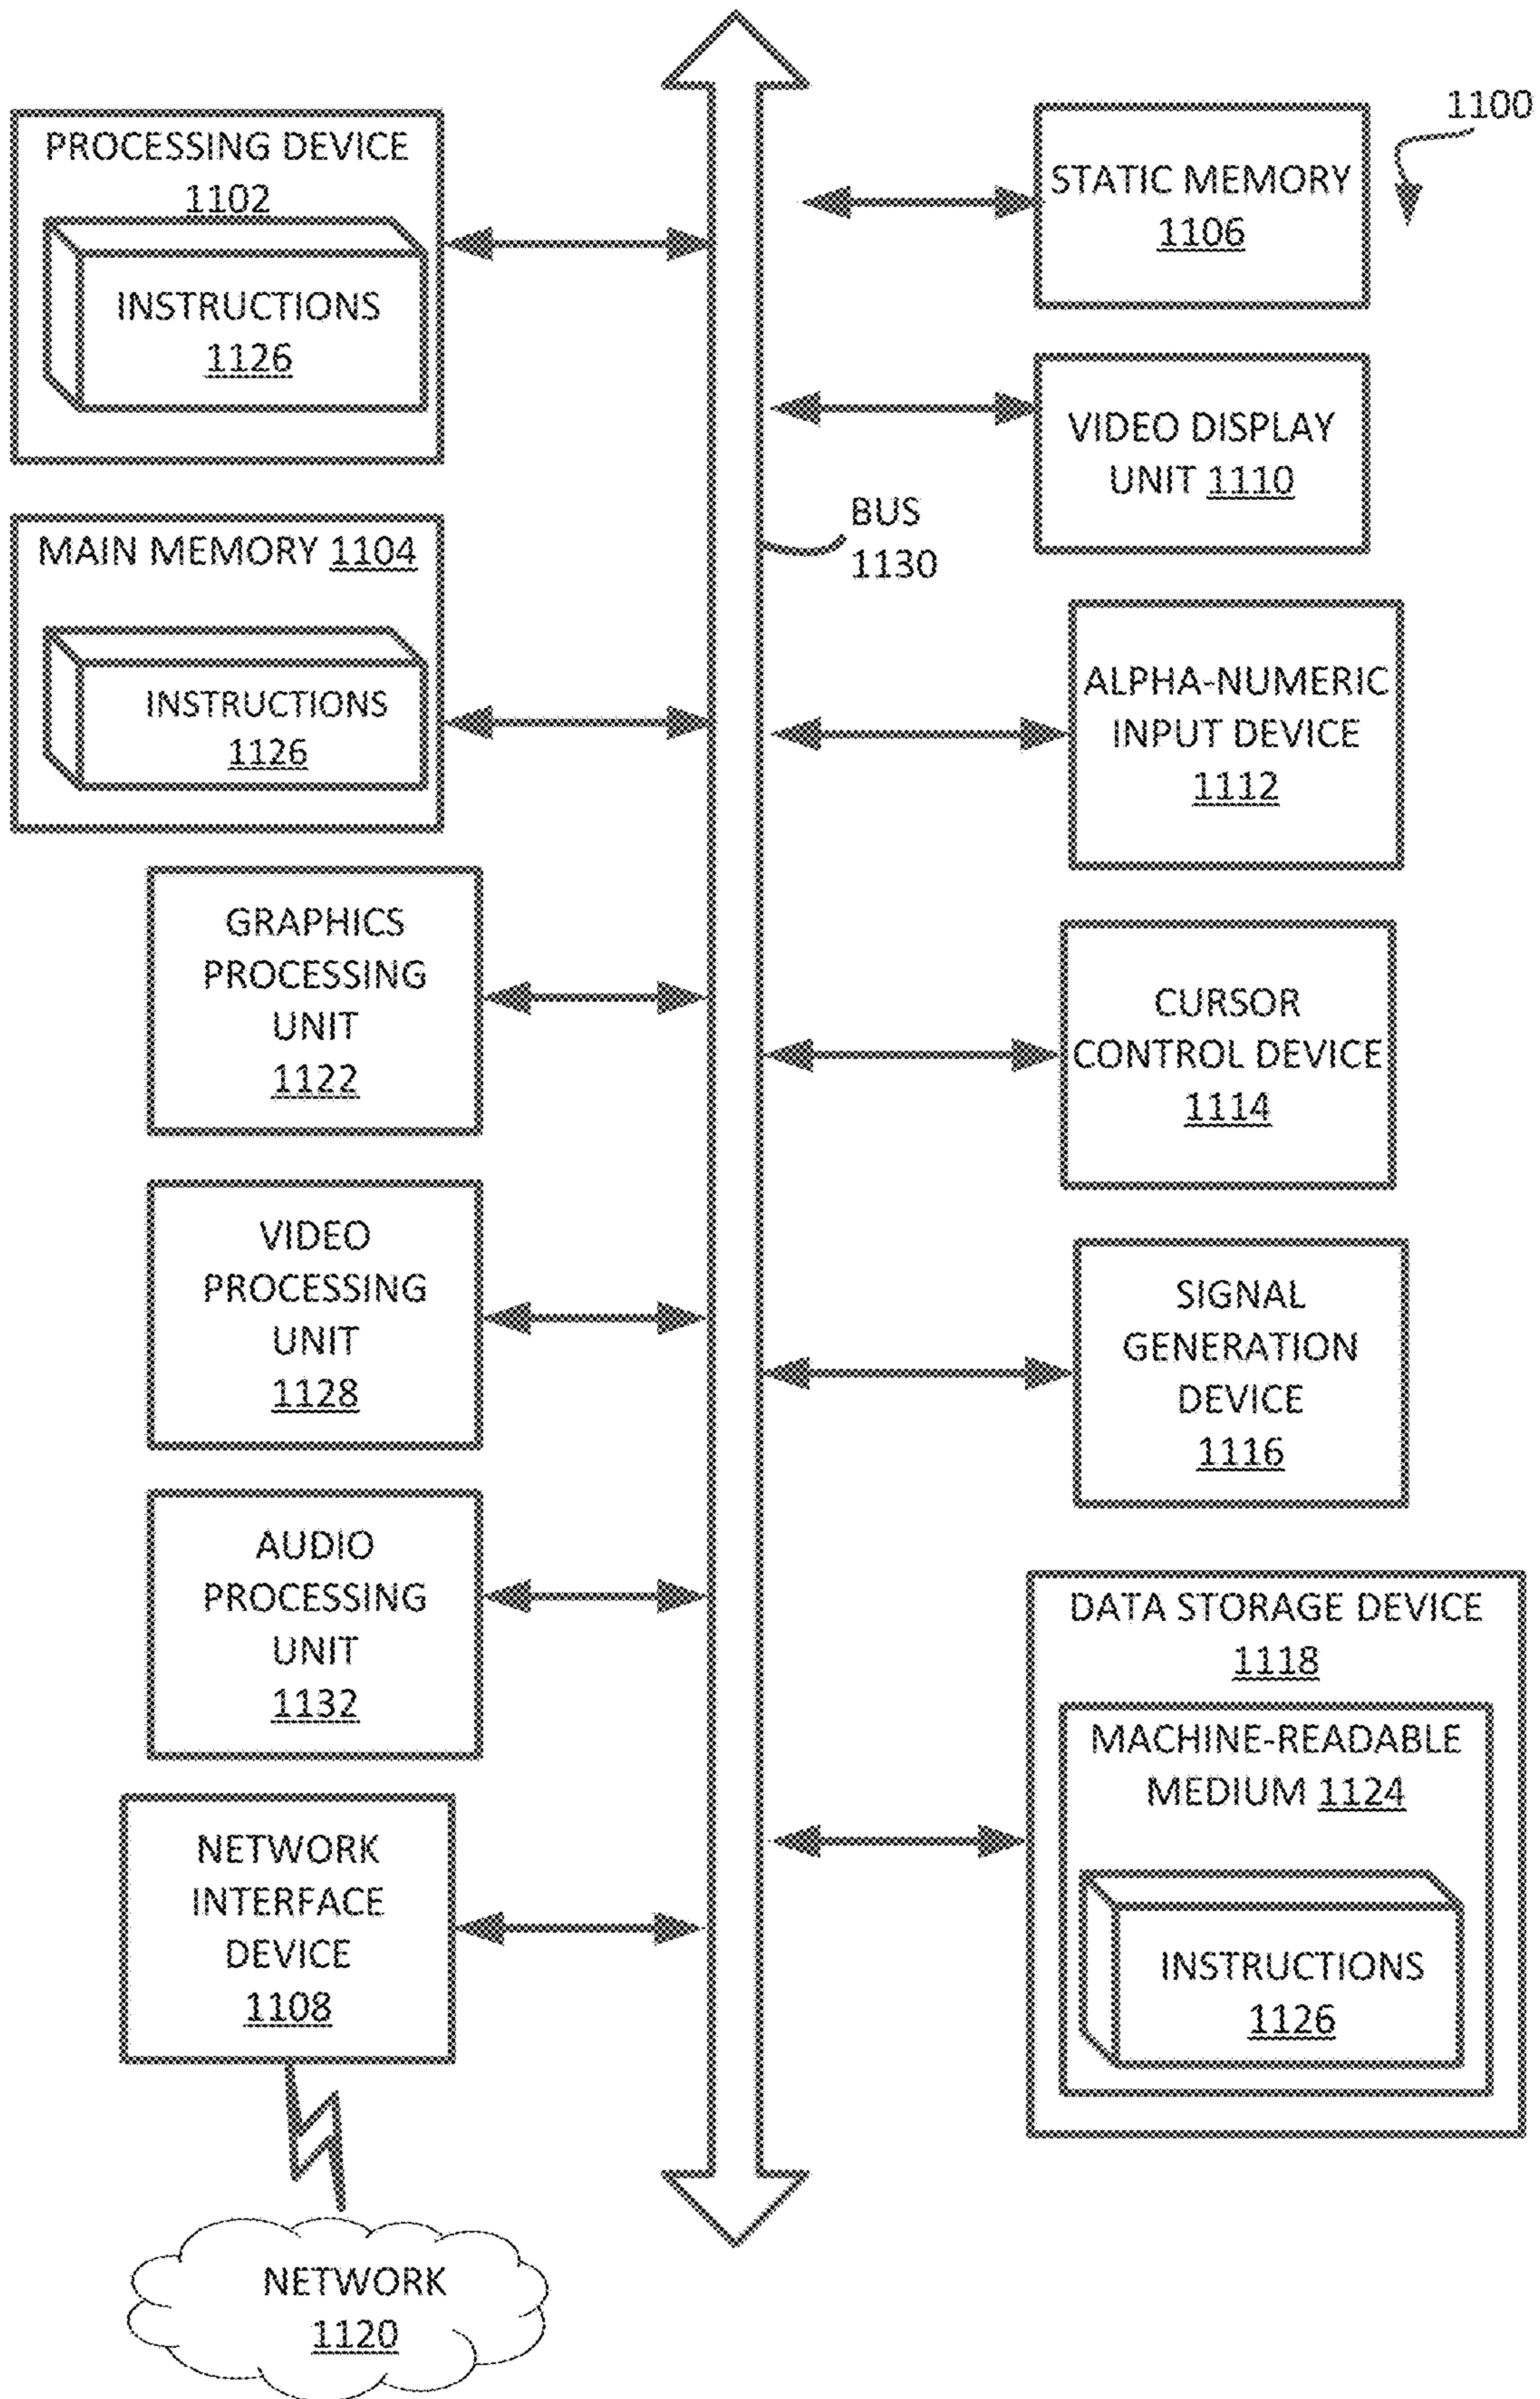 PROCESSING DEVICE
1102
INSTRUCTIONS
1126
MAIN MEMORY 1104
INSTRUCTIONS
1126
GRAPHICS
PROCESSING
UNIT
1122
VIDEO
PROCESSING
UNIT
1128
AUDIO
PROCESSING
UNIT
1132
NETWORK
INTERFACE
DEVICE
1108
NETWORK
1120
BUS
1130
1100
STATIC MEMORY
1106
VIDEO DISPLAY
UNIT 1110
ALPHA-NUMERIC
INPUT DEVICE
1112
CURSOR
CONTROL DEVICE
1114
SIGNAL
GENERATION
DEVICE
1116
DATA STORAGE DEVICE
1118
MACHINE-READABLE
MEDIUM 1124
INSTRUCTIONS
1126